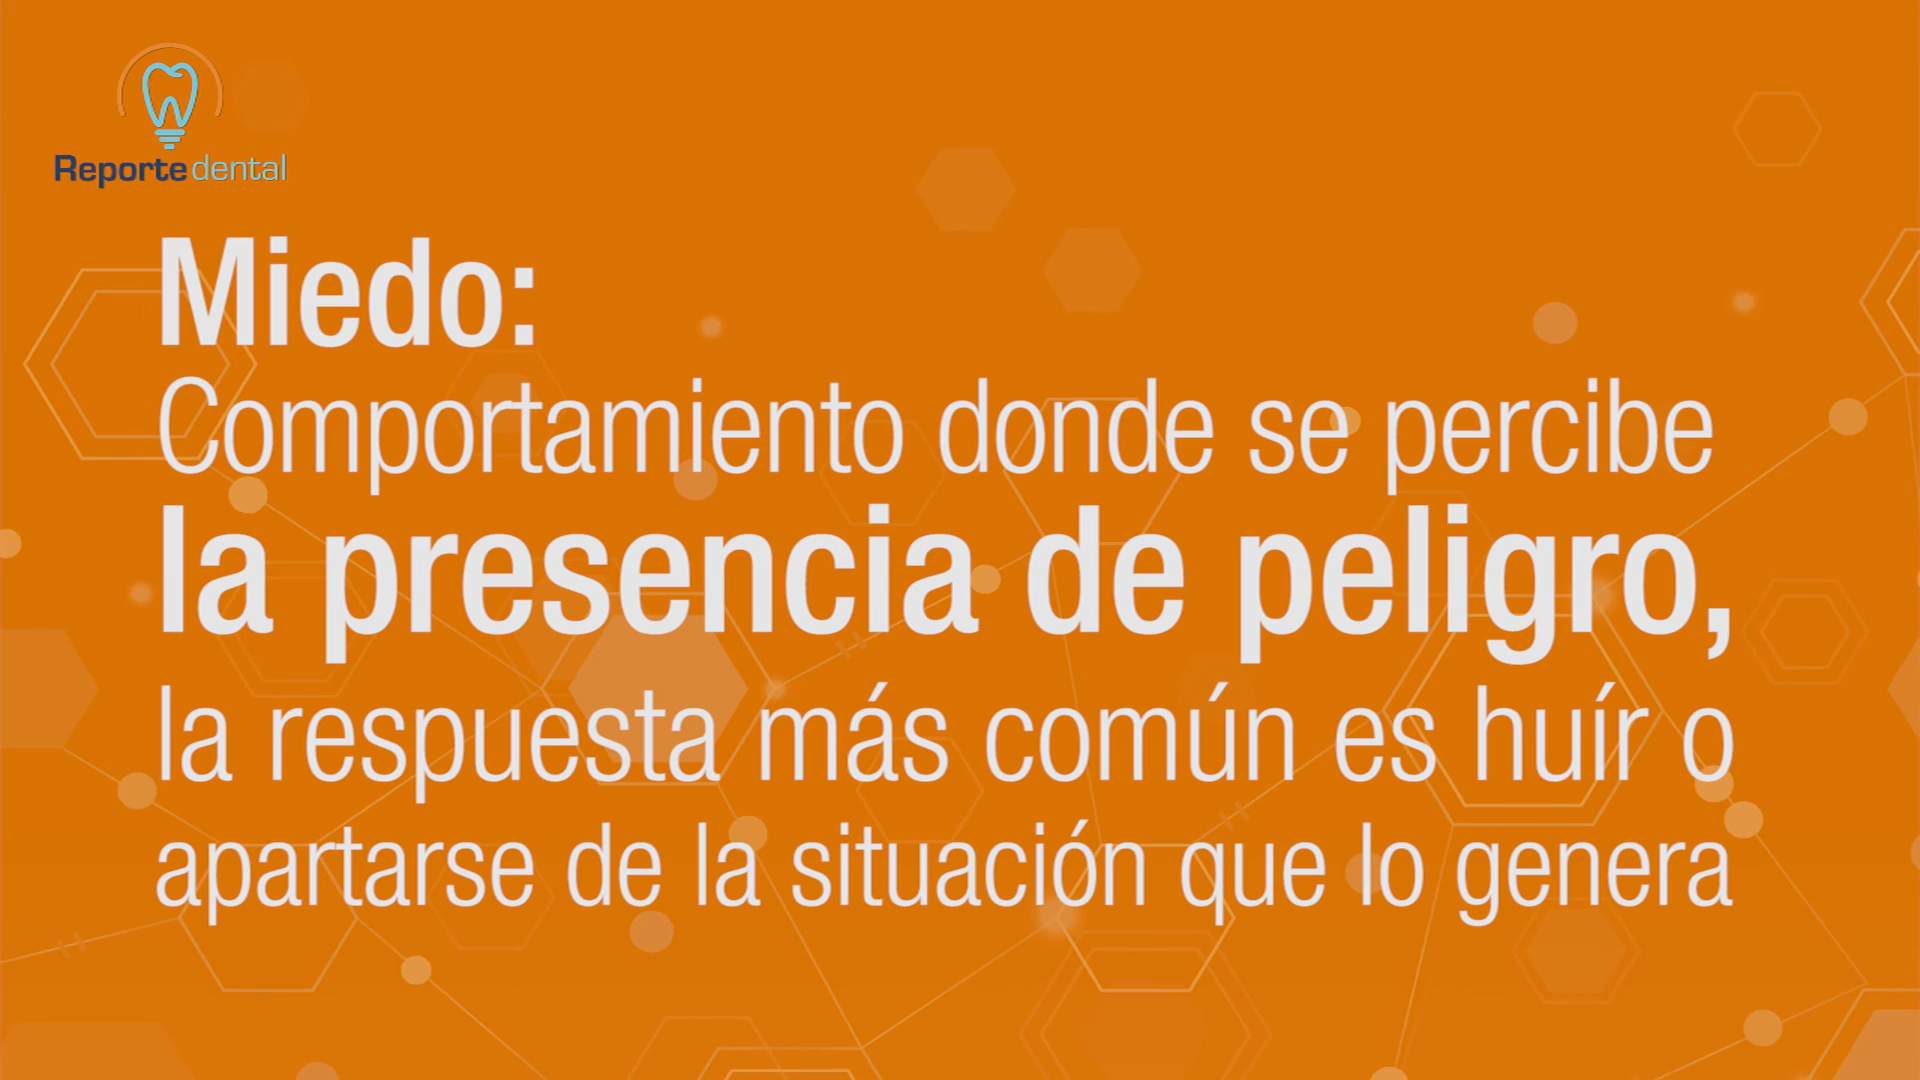 Reporte dental
Miedo:
Comportamiento donde se percibe
la presencia de peligro,
la respuesta más común es huír o
apartarse de la situación que lo genera